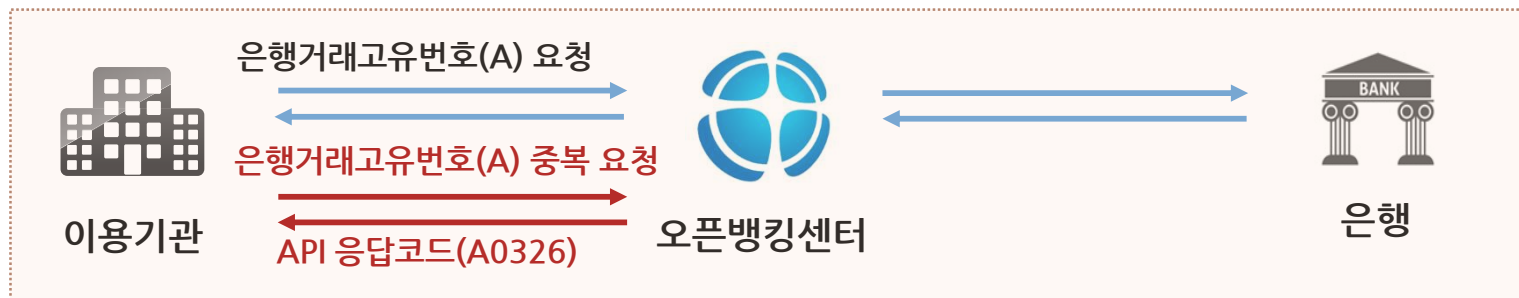 은행거래고유번호(A) 요청
BANK
은행거래고유번호(A) 중복 요청
이용기관
오픈뱅킹센터
은행
API 응답코드(A0326)